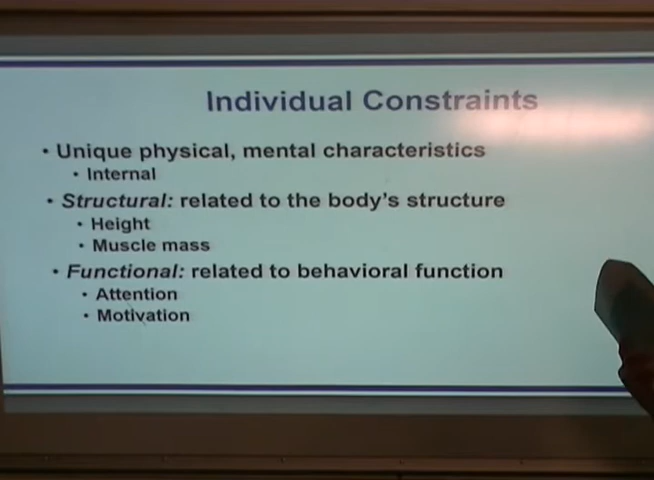 Individual Constraints
• Unique physical, mental characteristics
• Internal
• Structural: related to the body's structure
• Height
• Muscle mass
• Functional: related to behavioral function
• Attention
• Motivation